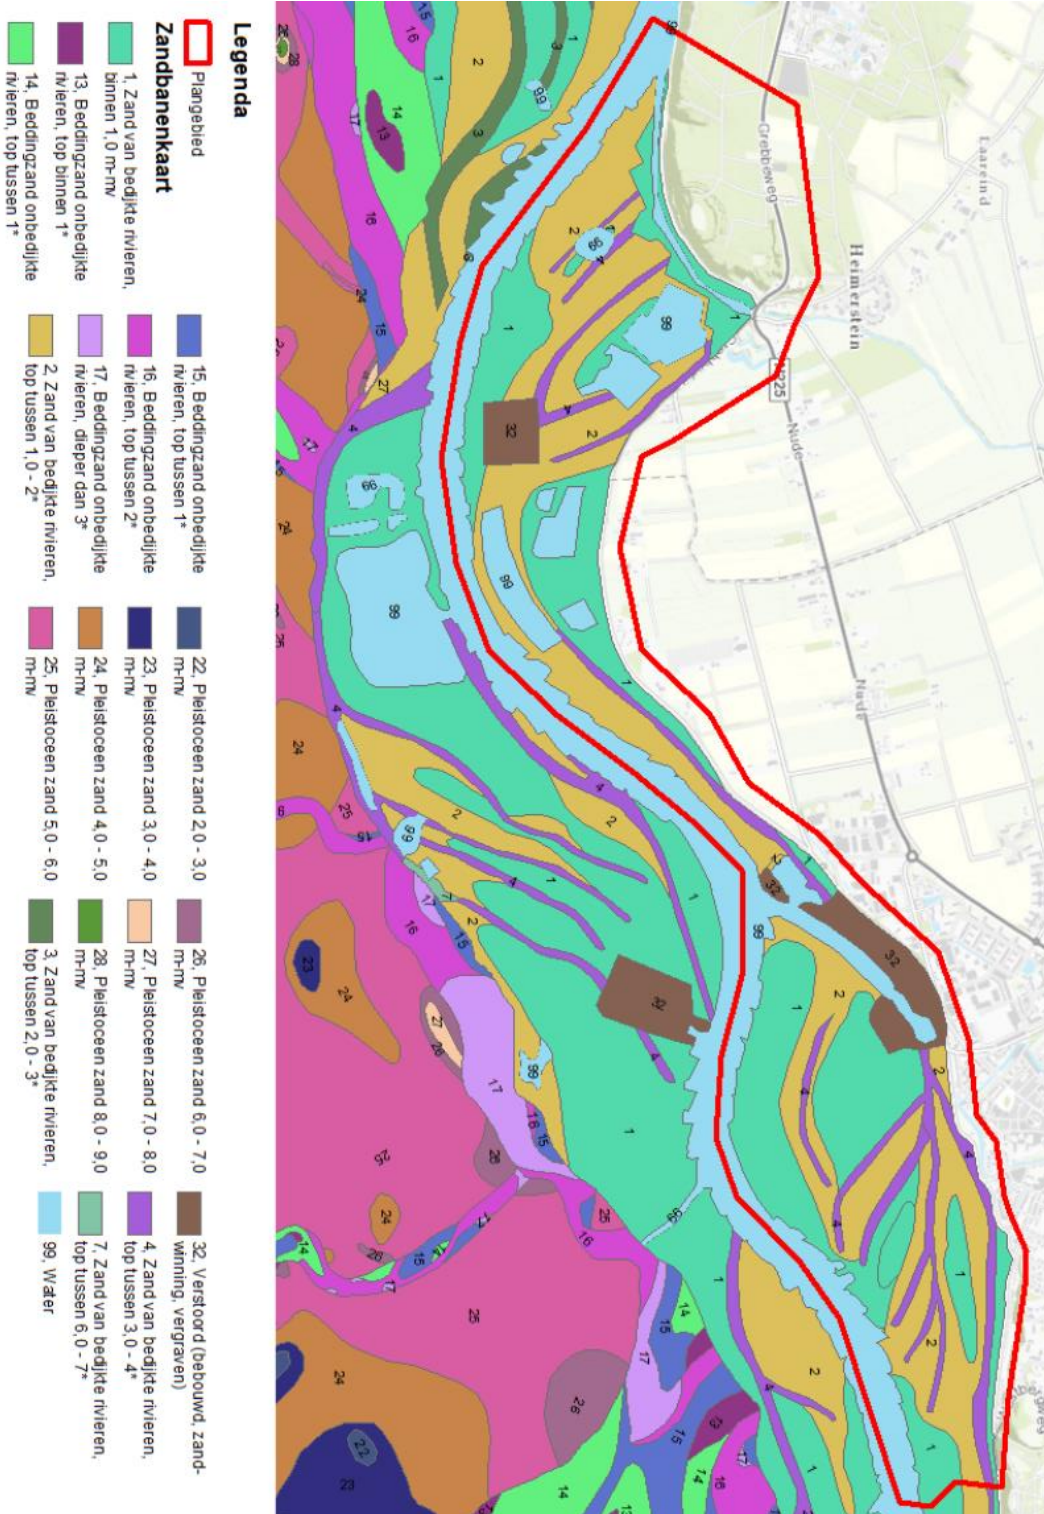 Legenda
Plangebied
Zandbanenkaart
1, Zand van bedijkte rivieren,
binnen 1,0 m-mv
13, Beddingzand onbedijkte
rivieren, top binnen 1*
14, Beddingzand onbedijkte
rivieren, top tussen 1*
15, Beddingzand onbedijkte
rivieren, top tussen 1*
16, Beddingzand onbedijkte
rivieren, top tussen 2*
17, Beddingzand onbedijkte
rivieren, dieper dan 3*
2, Zand van bedijkte rivieren,
top tussen 1,0 - 2*
22, Pleistoceen zand 2,0 - 3,0
m-mv
23, Pleistoceen zand 3,0 - 4,0
m-mv
24, Pleistoceen zand 4,0 - 5,0
m-mv
25, Pleistoceen zand 5,0 - 6,0
m-mv
26, Pleistoceen zand 6,0 - 7,0
m-mv
27, Pleistoceen zand 7,0 - 8,0
m-mv
28, Pleistoceen zand 8,0 - 9,0
m-mv
3, Zand van bedijkte rivieren,
top tussen 2,0 - 3*
32, Verstoord (bebouwd, zand-
winning, vergraven)
4, Zand van bedijkte rivieren,
top tussen 3,0 - 4*
7, Zand van bedijkte rivieren,
top tussen 6,0 - 7*
99, Water
Laareind
Heimerstein
Grebbeweg
N225
Nude
Nude